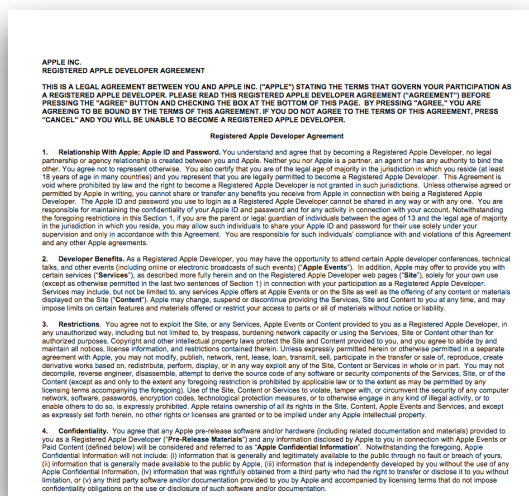 APPLE INC.
REGISTERED APPLE DEVELOPER AGREEMENT
THIS IS A LEGAL AGREEMENT BETWEEN YOU AND APPLE INC. ("APPLE") STATING THE TERMS THAT GOVERN YOUR PARTICIPATION AS
A REGISTERED APPLE DEVELOPER. PLEASE READ THIS REGISTERED APPLE DEVELOPER AGREEMENT ("AGREEMENT") BEFORE
PRESSING THE "AGREE" BUTTON AND CHECKING THE BOX AT THE BOTTOM OF THIS PAGE. BY PRESSING "AGREE," YOU ARE
AGREEING TO BE BOUND BY THE TERMS OF THIS AGREEMENT. IF YOU DO NOT AGREE TO THE TERMS OF THIS AGREEMENT, PRESS
"CANCEL" AND YOU WILL BE UNABLE TO BECOME A REGISTERED APPLE DEVELOPER.
Registered Apple Developer Agreement
1. Relationship With Apple; Apple ID and Password. You understand and agree that by becoming a Registered Apple Developer, no legal
partnership or agency relationship is created between you and Apple. Neither you nor Apple is a partner, an agent or has any authority to bind the
other. You agree not to represent otherwise. You also certify that you are of the legal age of majority in the jurisdiction in which you reside (at least
18 years of age in many countries) and you represent that you are legally permitted to become a Registered Apple Developer. This Agreement is
void where prohibited by law and the right to become a Registered Apple Developer is not granted in such jurisdictions. Unless otherwise agreed or
permitted by Apple in writing, you cannot share or transfer any benefits you receive from Apple in connection with being a Registered Apple
Developer. The Apple ID and password you use to login as a Registered Apple Developer cannot be shared in any way or with any one. You are
responsible for maintaining the confidentiality of your Apple ID and password and for any activity in connection with your account. Notwithstanding
the foregoing restrictions in this Section 1, if you are the parent or legal guardian of individuals between the ages of 13 and the legal age of majority
in the jurisdiction in which you reside, you may allow such individuals to share your Apple ID and password for their use solely under your
supervision and only in accordance with this Agreement. You are responsible for such individuals' compliance with and violations of this Agreement
and any other Apple agreements.
2. Developer Benefits. As a Registered Apple Developer, you may have the opportunity to attend certain Apple developer conferences, technical
talks, and other events (including online or electronic broadcasts of such events) ("Apple Events"). In addition, Apple may offer to provide you with
certain services ("Services"), as described more fully herein and on the Registered Apple Developer web pages ("Site"), solely for your own use
(except as otherwise permitted in the last two sentences of Section 1) in connection with your participation as a Registered Apple Developer.
Services may include, but not be limited to, any services Apple offers at Apple Events or on the Site as well as the offering of any content or materials
displayed on the Site ("Content"). Apple may change, suspend or discontinue providing the Services, Site and Content to you at any time, and may
impose limits on certain features and materials offered or restrict your access to parts or all of materials without notice or liability.
3. Restrictions. You agree not to exploit the Site, or any Services, Apple Events or Content provided to you as a Registered Apple Developer, in
any unauthorized way, including but not limited to, by trespass, burdening network capacity or using the Services, Site or Content other than for
authorized purposes. Copyright and other intellectual property laws protect the Site and Content provided to you, and you agree to abide by and
maintain all notices, license information, and restrictions contained therein. Unless expressly permitted herein or otherwise permitted in a separate
agreement with Apple, you may not modify, publish, network, rent, lease, loan, transmit, sell, participate in the transfer or sale of, reproduce, create
derivative works based on, redistribute, perform, display, or in any way exploit any of the Site, Content or Services in whole or in part. You may not
decompile, reverse engineer, disassemble, attempt to derive the source code of any software or security components of the Services, Site, or of the
Content (except as and only to the extent any foregoing restriction is prohibited by applicable law or to the extent as may be permitted by any
licensing terms accompanying the foregoing). Use of the Site, Content or Services to violate, tamper with, or circumvent the security of any computer
network, software, passwords, encryption codes, technological protection measures, or to otherwise engage in any kind of illegal activity, or to
enable others to do so, is expressly prohibited. Apple retains ownership of all its rights in the Site, Content, Apple Events and Services, and except
as expressly set forth herein, no other rights or licenses are granted or to be implied under any Apple intellectual property.
4. Confidentiality. You agree that any Apple pre-release software and/or hardware (including related documentation and materials) provided to
you as a Registered Apple Developer ("Pre-Release Materials") and any information disclosed by Apple to you in connection with Apple Events or
Paid Content (defined below) will be considered and referred to as "Apple Confidential Information". Notwithstanding the foregoing, Apple
Confidential Information will not include: (i) information that is generally and legitimately available to the public through no fault or breach of yours,
(ii) information that is generally made available to the public by Apple, (iii) information that is independently developed by you without the use of any
Apple Confidential Information, (iv) information that was rightfully obtained from a third party who had the right to transfer or disclose it to you without
limitation, or (v) any third party software and/or documentation provided to you by Apple and accompanied by licensing terms that do not impose
confidentiality obligations on the use or disclosure of such software and/or documentation.